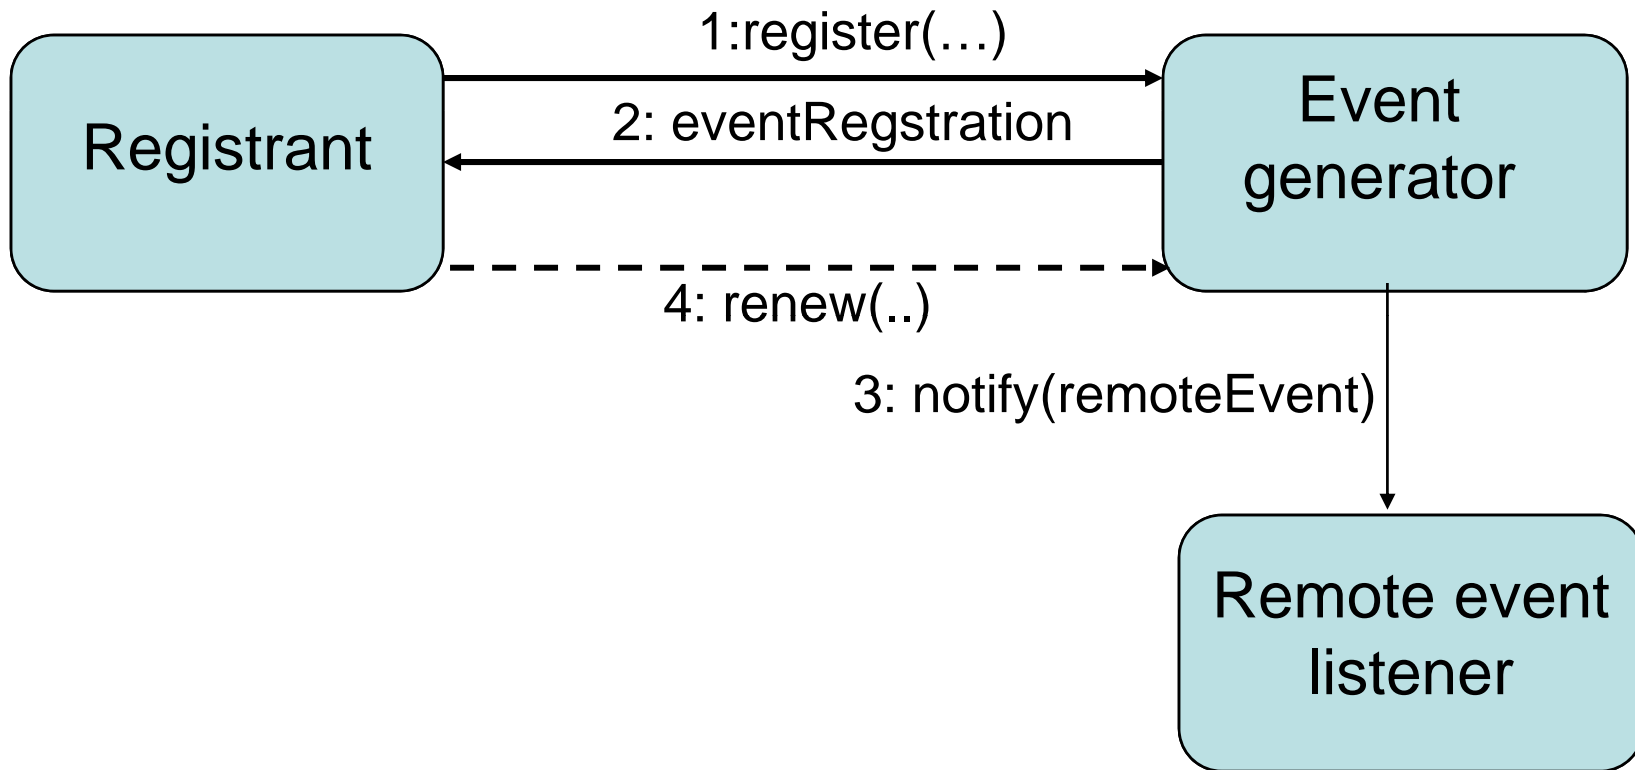 1:register(…)
Registrant
2: eventRegstration
Event
generator
4: renew(..)
3: notify(remoteEvent)
Remote event
listener